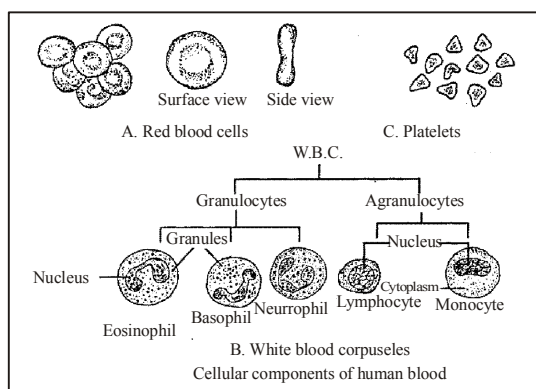 Surface view
Side view
A. Red blood cells
C. Platelets
W.B.C.
Granulocytes
Agranulocytes
Granules
Nucleus
Nucleus
Cytoplasm
Eosinophil
Basophil
Neurrophil
Lymphocyte
Monocyte
B. White blood corpuseles
Cellular components of human blood